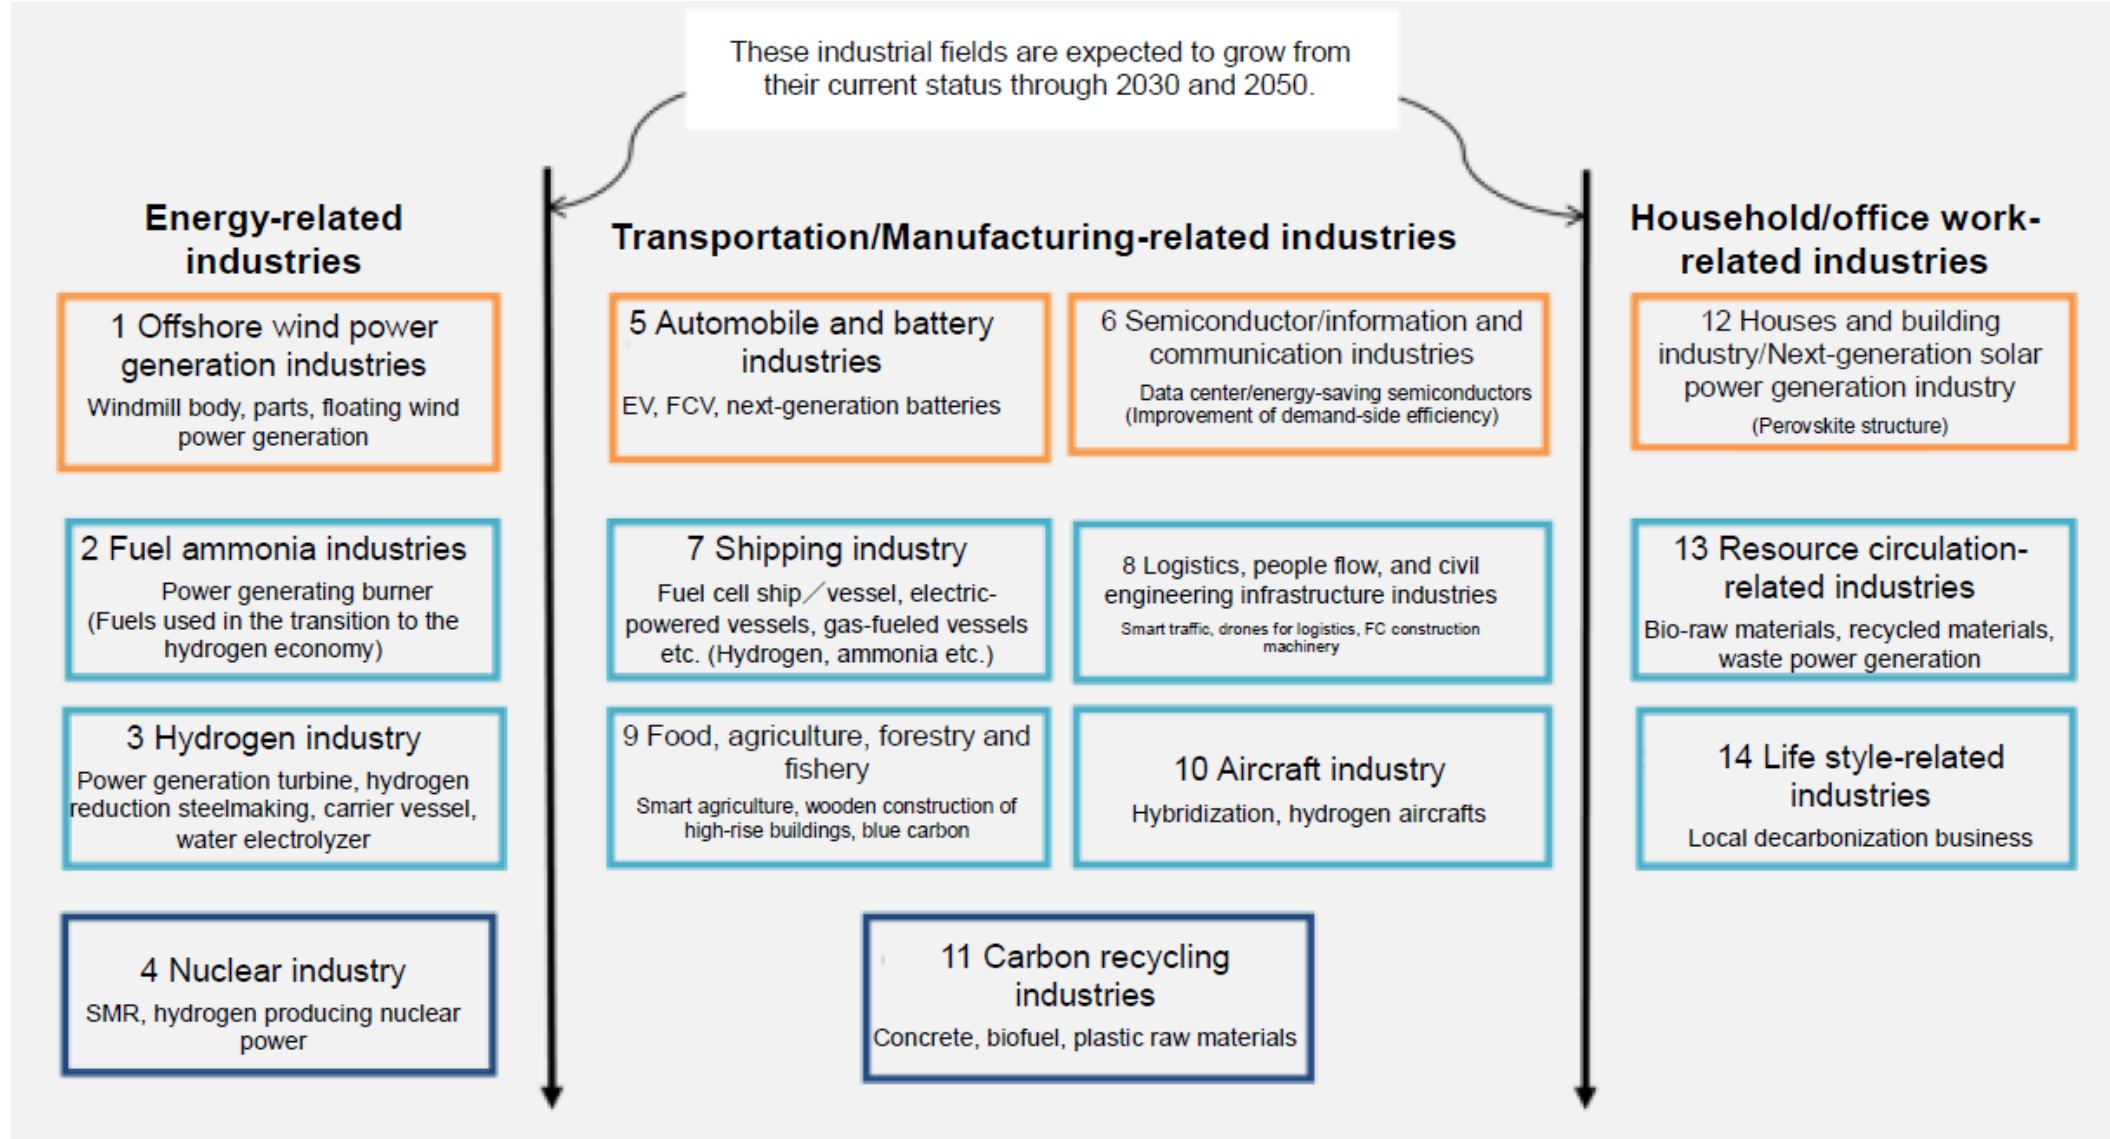 These industrial fields are expected to grow from
their current status through 2030 and 2050.
Energy-related
industries
1 Offshore wind power
generation industries
Windmill body, parts, floating wind
power generation
2 Fuel ammonia industries
Power generating burner
(Fuels used in the transition to the
hydrogen economy)
3 Hydrogen industry
Power generation turbine, hydrogen
reduction steelmaking, carrier vessel,
water electrolyzer
4 Nuclear industry
SMR, hydrogen producing nuclear
power
Transportation/Manufacturing-related industries
5 Automobile and battery
industries
EV, FCV, next-generation batteries
6 Semiconductor/information and
communication industries
Data center/energy-saving semiconductors
(Improvement of demand-side efficiency)
7 Shipping industry
Fuel cell ship／vessel, electric-
powered vessels, gas-fueled vessels
etc. (Hydrogen, ammonia etc.)
8 Logistics, people flow, and civil
engineering infrastructure industries
Smart traffic, drones for logistics, FC construction
machinery
9 Food, agriculture, forestry and
fishery
Smart agriculture, wooden construction of
high-rise buildings, blue carbon
10 Aircraft industry
Hybridization, hydrogen aircrafts
11 Carbon recycling
industries
Concrete, biofuel, plastic raw materials
Household/office work-
related industries
12 Houses and building
industry/Next-generation solar
power generation industry
(Perovskite structure)
13 Resource circulation-
related industries
Bio-raw materials, recycled materials,
waste power generation
14 Life style-related
industries
Local decarbonization business